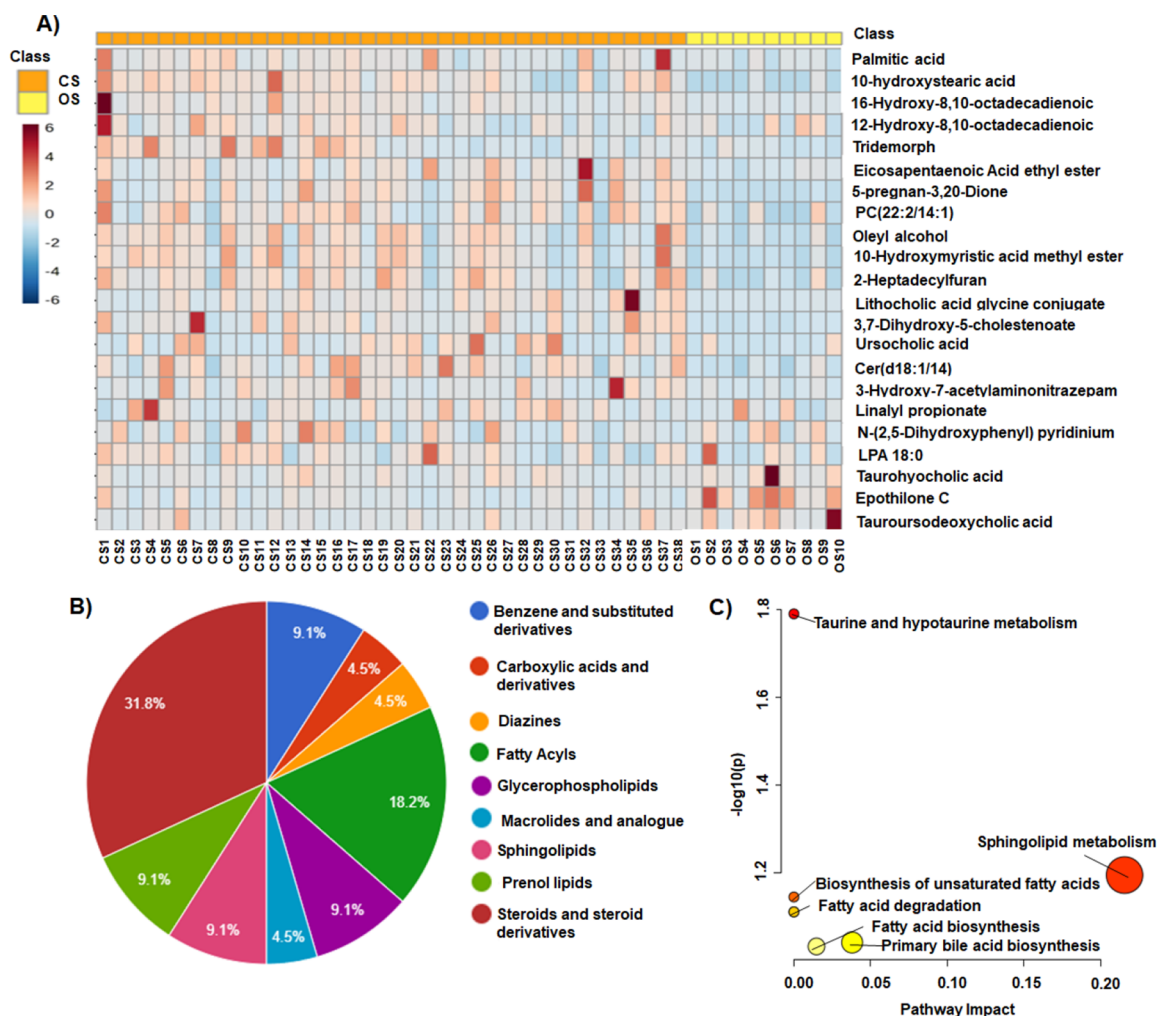 A)
Class
CS
OS
6
4
2
0
-2
-4
-6
Class
Palmitic acid
10-hydroxystearic acid
16-Hydroxy-8,10-octadecadienoic
12-Hydroxy-8,10-octadecadienoic
Tridemorph
Eicosapentaenoic Acid ethyl ester
5-pregnan-3,20-Dione
PC(22:2/14:1)
Oleyl alcohol
10-Hydroxymyristic acid methyl ester
2-Heptadecylfuran
Lithocholic acid glycine conjugate
3,7-Dihydroxy-5-cholestenoate
Ursocholic acid
Cer(d18:1/14)
3-Hydroxy-7-acetylaminonitrazepam
Linalyl propionate
N-(2,5-Dihydroxyphenyl) pyridinium
LPA 18:0
Taurohyocholic acid
Epothilone C
Tauroursodeoxycholic acid
CS1
CS2
CS3
CS4
CS5
CS6
CS7
CS8
CS9
CS10
CS11
CS12
CS13
CS14
CS15
CS16
CS17
CS18
CS19
CS20
CS21
CS22
CS23
CS24
CS25
CS26
CS27
CS28
CS29
CS30
CS31
CS32
CS33
CS34
CS35
CS36
CS37
CS38
OS1
OS2
OS3
OS4
OS5
OS6
OS7
OS8
OS9
OS10
B)
9.1%
4.5%
4.5%
18.2%
9.1%
4.5%
9.1%
9.1%
31.8%
Benzene and substituted
derivatives
Carboxylic acids and
derivatives
Diazines
Fatty Acyls
Glycerophospholipids
Macrolides and analogue
Sphingolipids
Prenol lipids
Steroids and steroid
derivatives
C)
1.8
1.6
1.4
1.2
-log10(p)
Taurine and hypotaurine metabolism
Sphingolipid metabolism
Biosynthesis of unsaturated fatty acids
Fatty acid degradation
Fatty acid biosynthesis
Primary bile acid biosynthesis
0.00
0.05
0.10
0.15
0.20
Pathway Impact